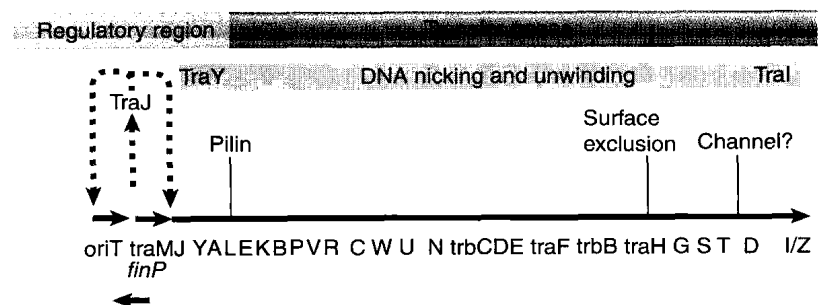 Regulatory region
TraY DNA nicking and unwinding TraI
TraJ
Surface
exclusion
Pilin
Channel?
oriT traMJ YALEKBPVR C W U N trbCDE traF trbB traH G S T D I/Z
finP